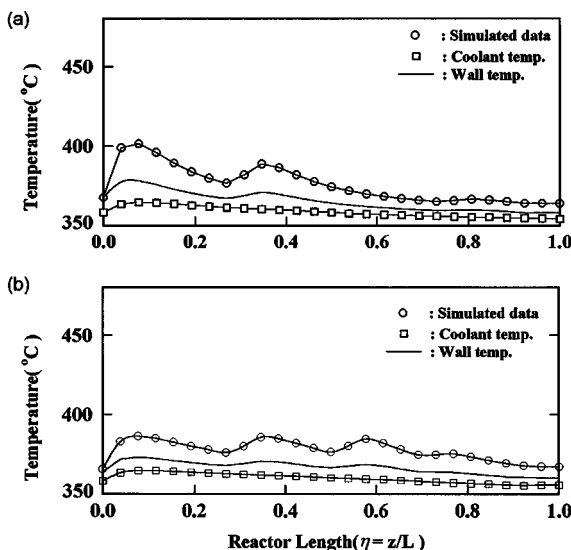 (a)
450
400
350
Temperature( °C)
: Simulated data
: Coolant temp.
: Wall temp.
0.0 0.2 0.4 0.6 0.8 1.0
(b)
450
400
350
Temperature( °C)
: Simulated data
: Coolant temp.
: Wall temp.
0.0 0.2 0.4 0.6 0.8 1.0
Reactor Length( η = z/L )